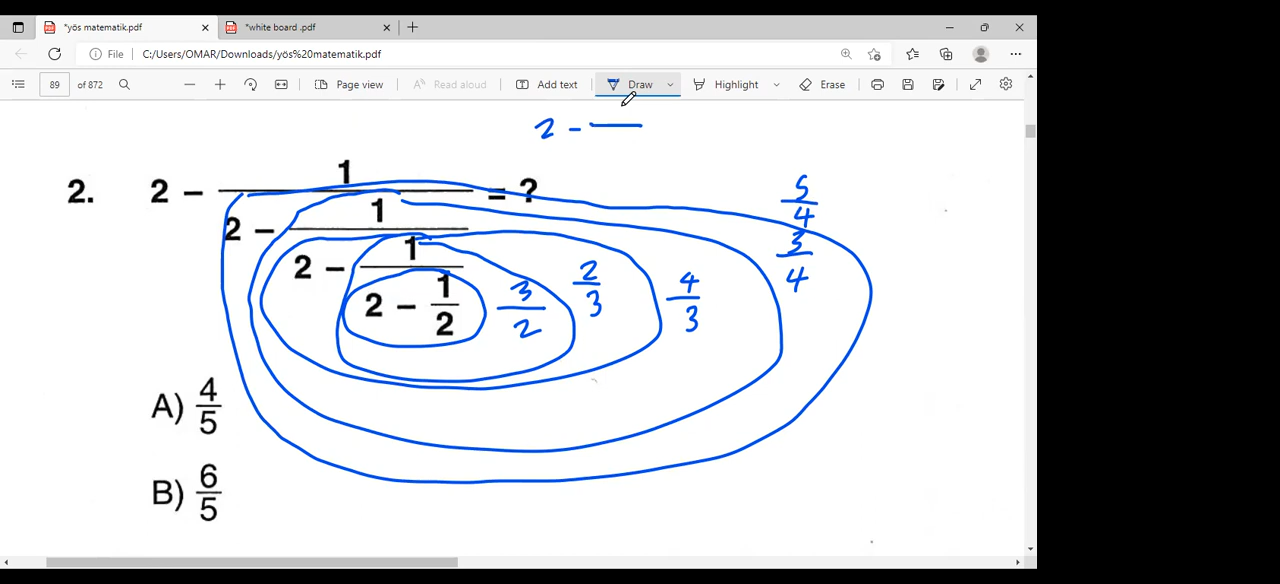 *yös matematik.pdf
*white board .pdf
File C:/Users/OMAR/Downloads/yös%20matematik.pdf
89 of 872 Page view Read aloud Add text Draw Highlight Erase
2 -
2. 2 - 1 = ?
2 - 1
2 - 1
2 - 1
2
3
2
2
3
4
3
5
4
3
4
A) 4
5
B) 6
5